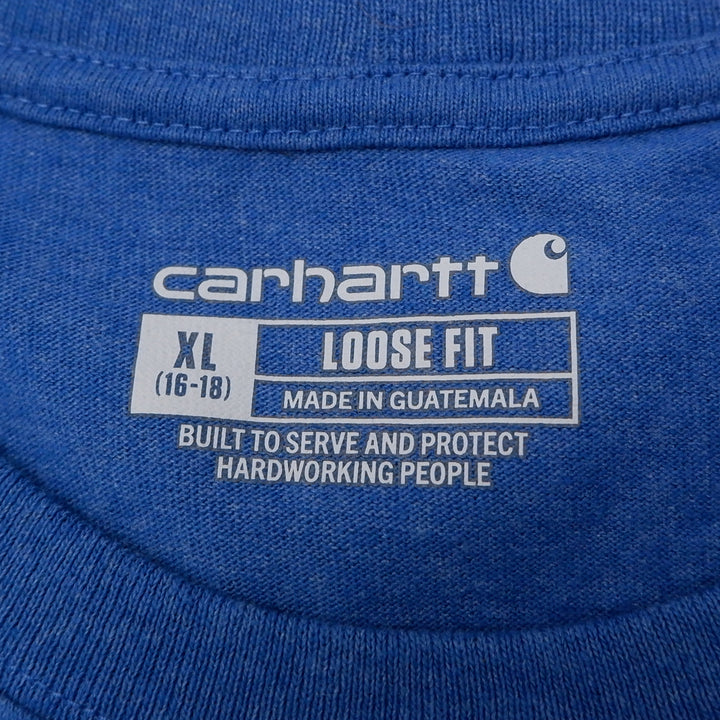 carhartt
XL
(16-18)
LOOSE FIT
MADE IN GUATEMALA
BUILT TO SERVE AND PROTECT
HARDWORKING PEOPLE